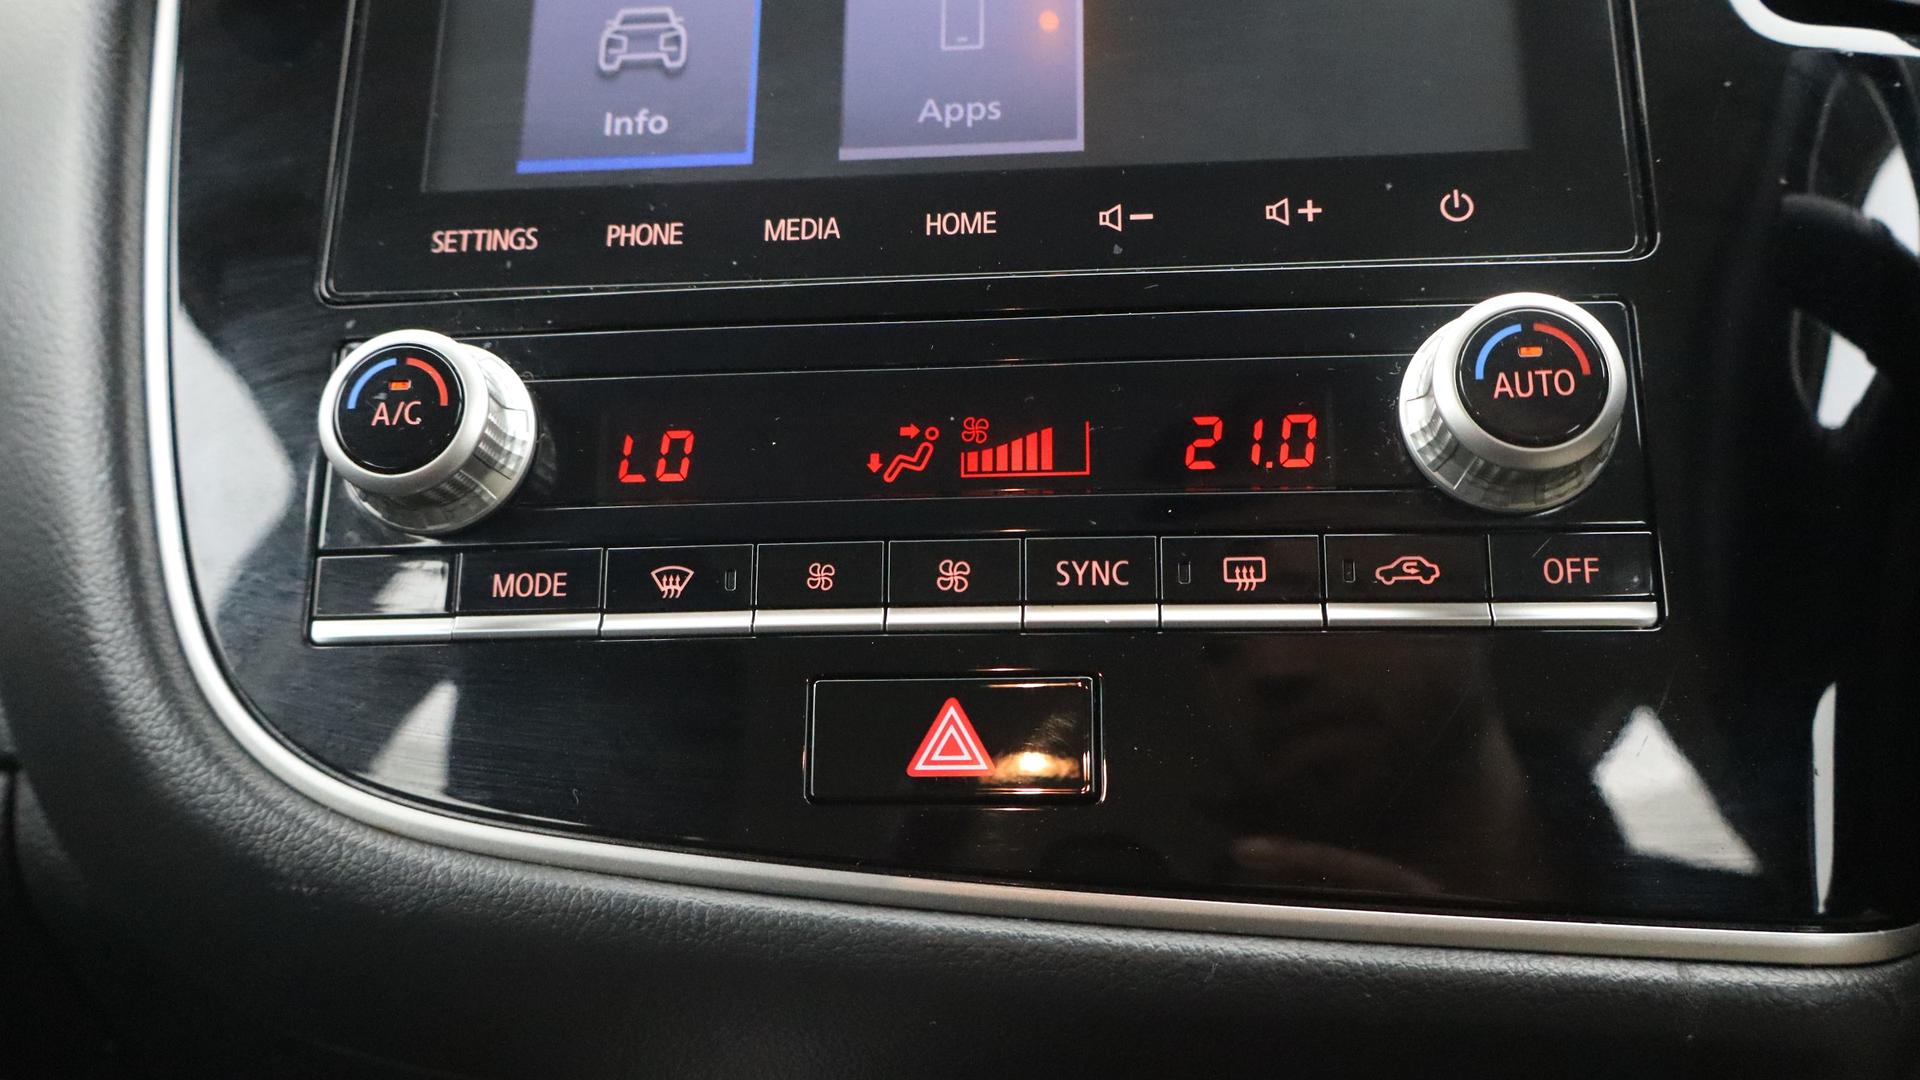 Info
Apps
SETTINGS PHONE MEDIA HOME
A/C
LO
21.0
AUTO
MODE
SYNC
OFF